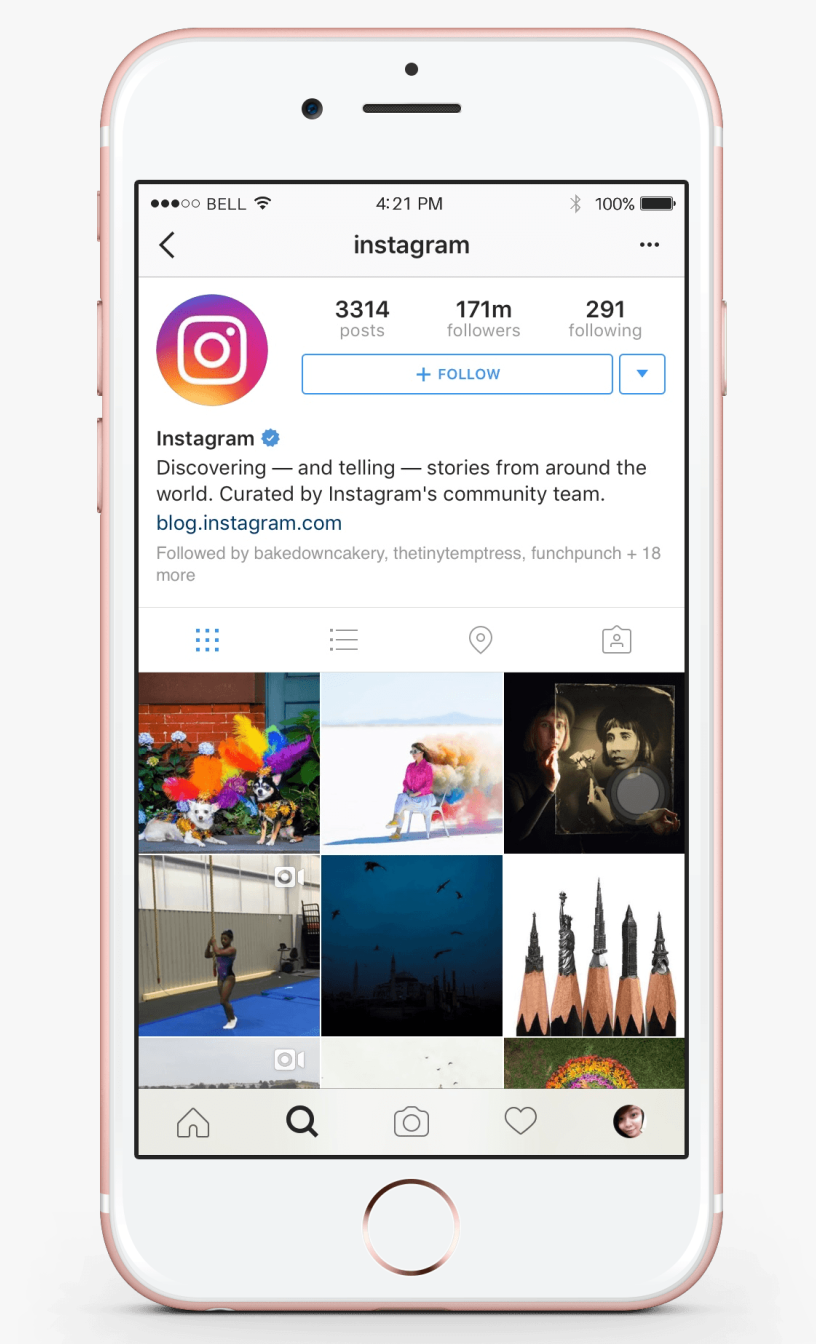 BELL 4:21 PM 100%
instagram
3314 171m 291
posts followers following
+ FOLLOW
Instagram
Discovering — and telling — stories from around the
world. Curated by Instagram's community team.
blog.instagram.com
Followed by bakedowncakery, thetinytemptress, funchpunch + 18
more